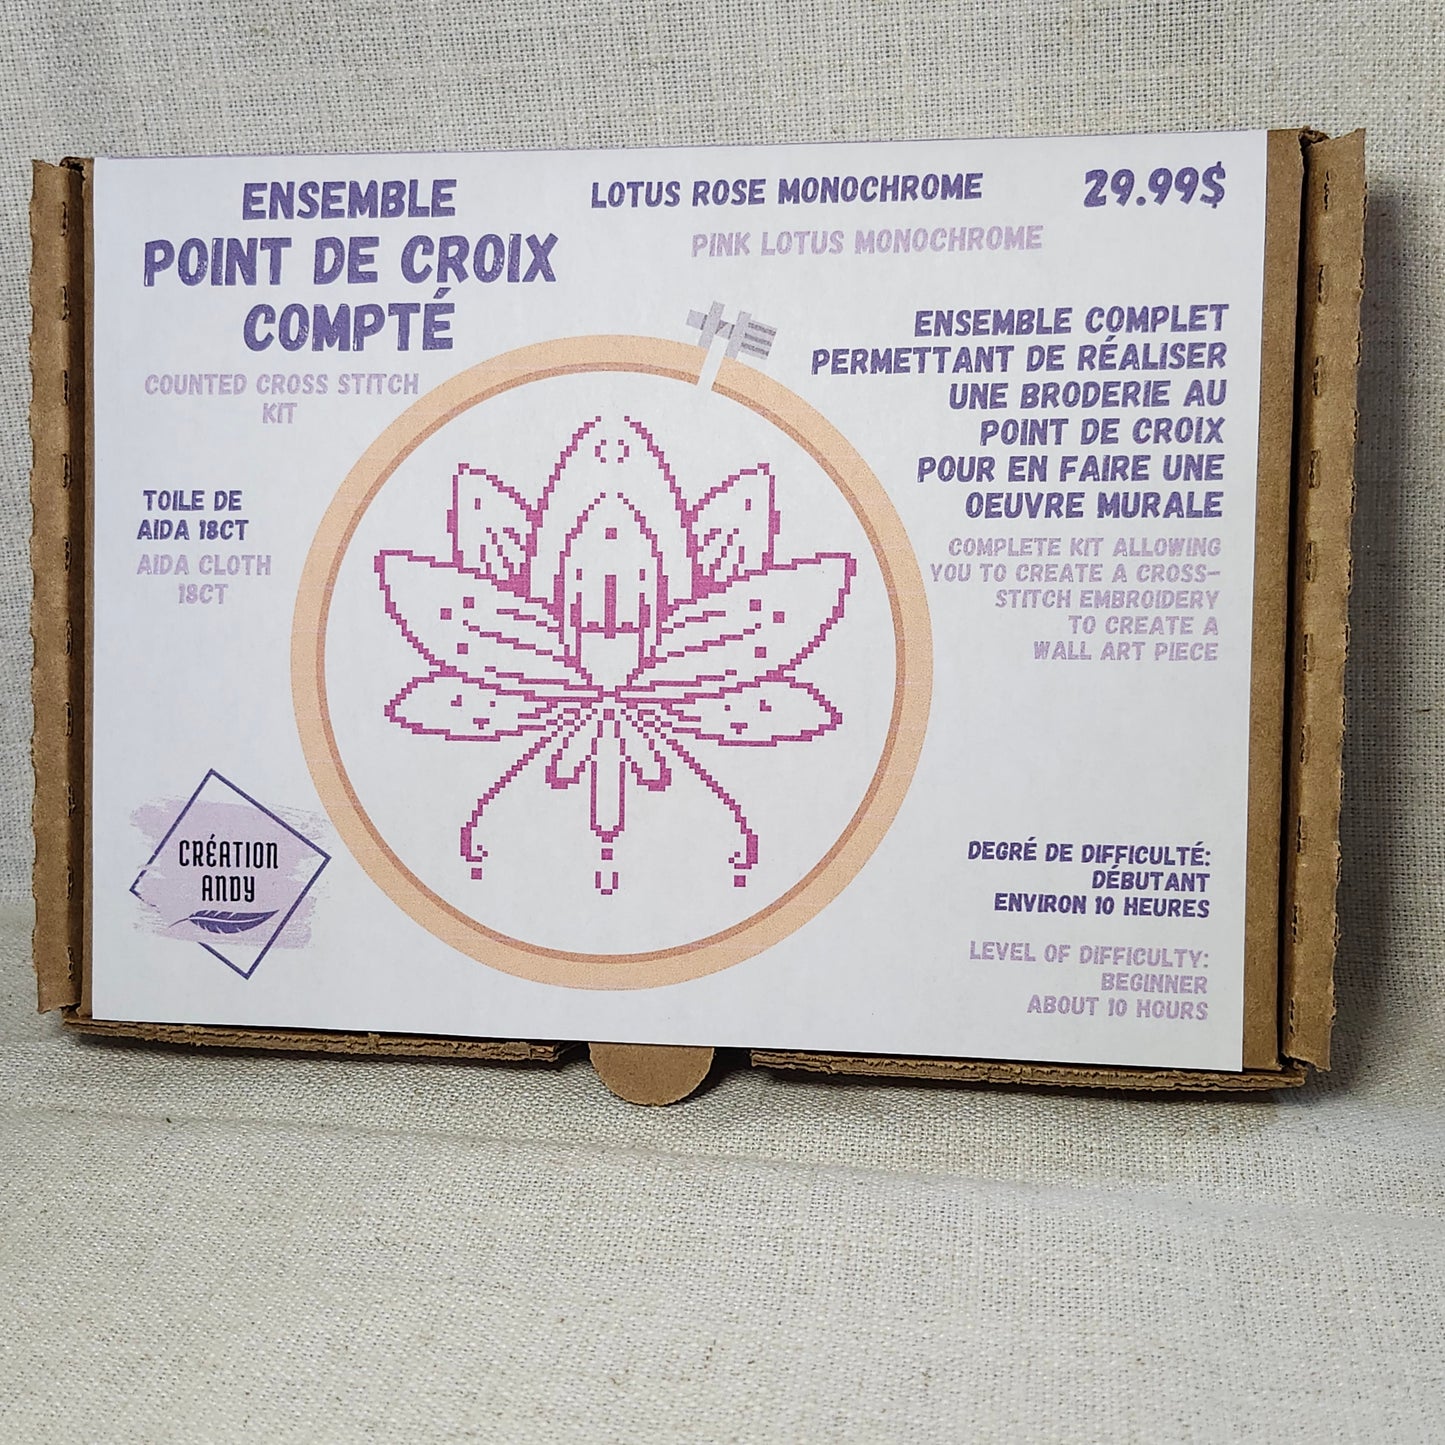 ENSEMBLE
POINT DE CROIX
COMPTÉ
COUNTED CROSS STITCH
KIT
TOILE DE
AIDA 18CT
AIDA CLOTH
18CT
CRÉATION
ANDY
LOTUS ROSE MONOCHROME
PINK LOTUS MONOCHROME
29.99$
ENSEMBLE COMPLET
PERMETTANT DE RÉALISER
UNE BRODERIE AU
POINT DE CROIX
POUR EN FAIRE UNE
OEUVRE MURALE
COMPLETE KIT ALLOWING
YOU TO CREATE A CROSS-
STITCH EMBROIDERY
TO CREATE A
WALL ART PIECE
DEGRÉ DE DIFFICULTÉ:
DÉBUTANT
ENVIRON 10 HEURES
LEVEL OF DIFFICULTY:
BEGINNER
ABOUT 10 HOURS